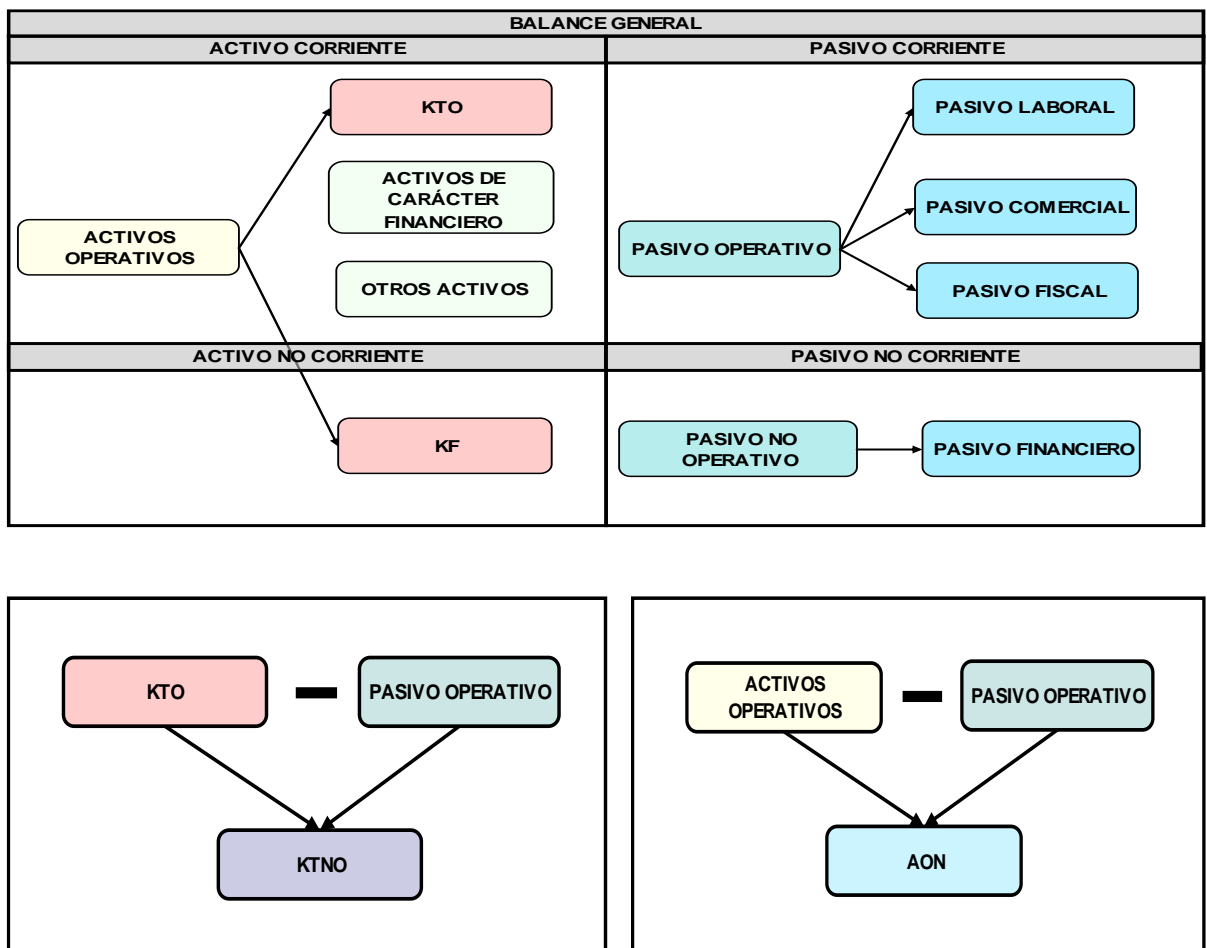 BALANCE GENERAL
ACTIVO CORRIENTE
PASIVO CORRIENTE
KTO
ACTIVOS DE
CARÁCTER
FINANCIERO
OTROS ACTIVOS
ACTIVOS
OPERATIVOS
PASIVO OPERATIVO
PASIVO LABORAL
PASIVO COMERCIAL
PASIVO FISCAL
ACTIVO NO CORRIENTE
PASIVO NO CORRIENTE
KF
PASIVO NO
OPERATIVO
PASIVO FINANCIERO
KTO
PASIVO OPERATIVO
KTNO
ACTIVOS
OPERATIVOS
PASIVO OPERATIVO
AON